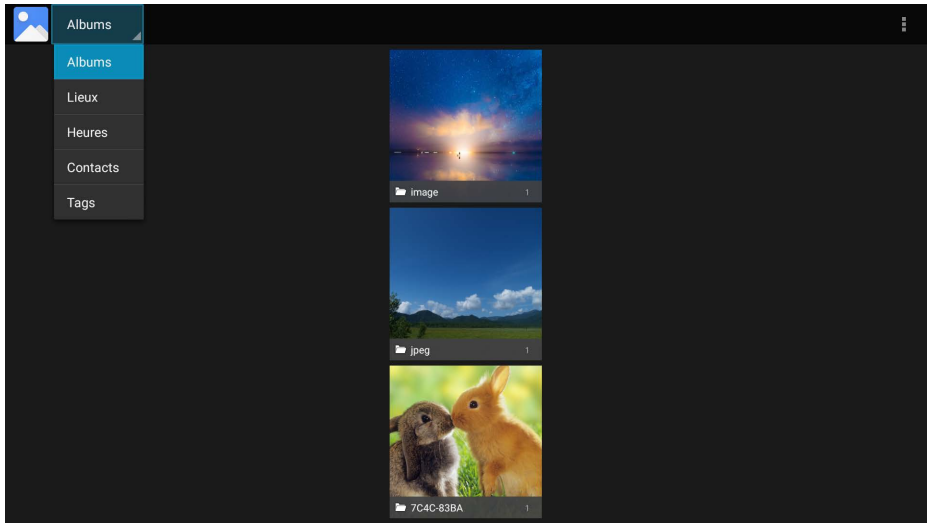 Albums
Albums
Lieux
Heures
Contacts
Tags
image 1
jpeg 1
7C4C-83BA 1